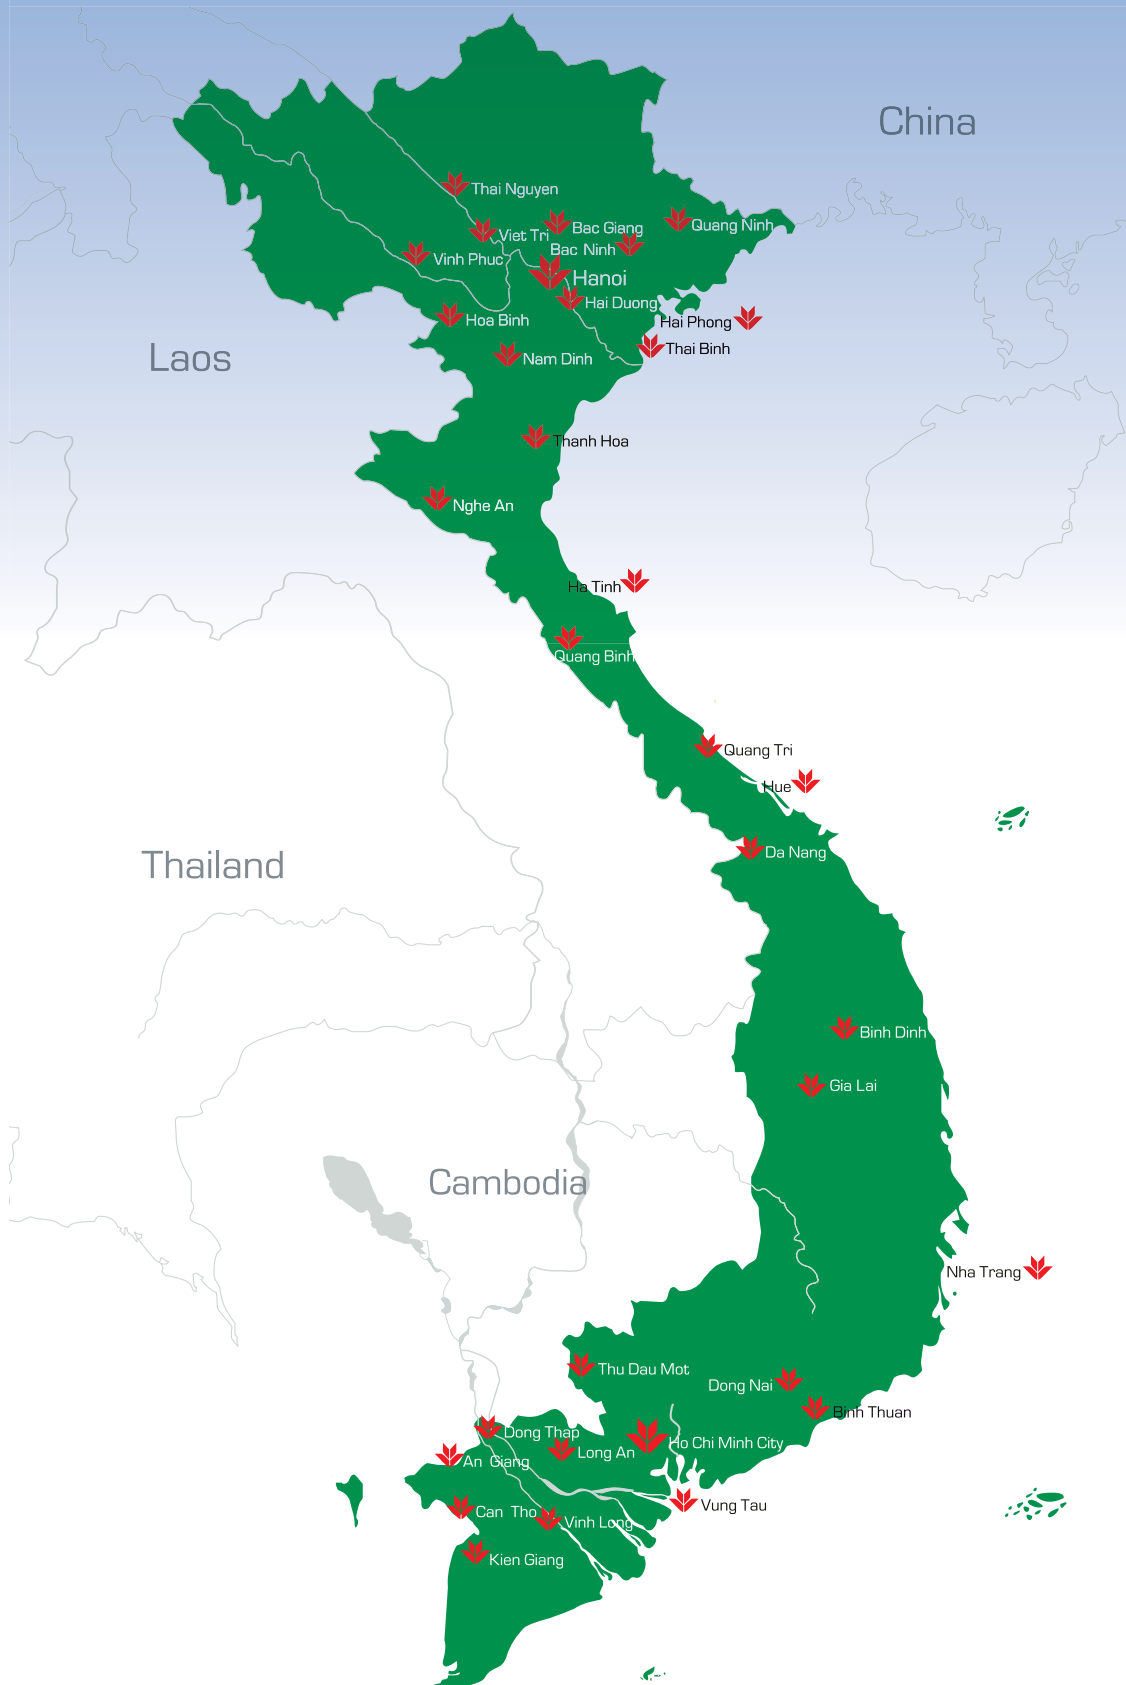 China
Thai Nguyen
Quang Ninh
Bac Giang
Viet Tri
Bac Ninh
Vinh Phuc
Hanoi
Hai Duong
Hoa Binh
Hai Phong
Thai Binh
Laos
Nam Dinh
Thanh Hoa
Nghe An
Ha Tinh
Quang Binh
Quang Tri
Hue
Da Nang
Thailand
Binh Dinh
Gia Lai
Cambodia
Nha Trang
Thu Dau Mot
Dong Nai
Binh Thuan
Dong Thap
Ho Chi Minh City
Long An
An Giang
Vung Tau
Can Tho
Vinh Long
Kien Giang